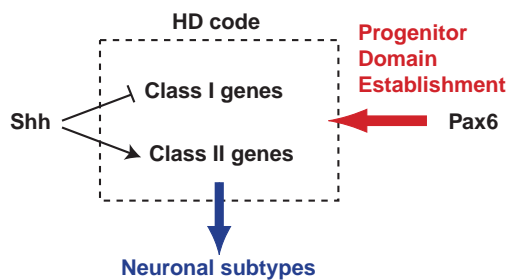 HD code
Progenitor
Domain
Establishment
Class I genes
Shh
Pax6
Class II genes
Neuronal subtypes